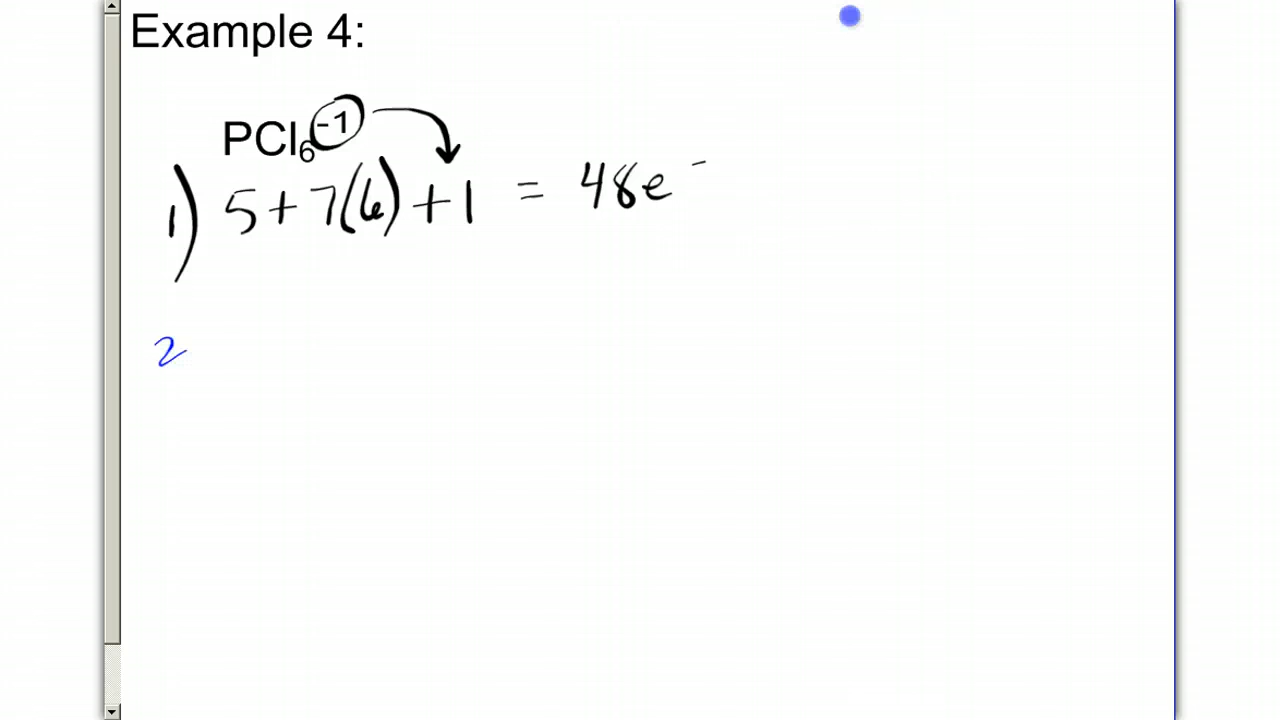 Example 4:
PCl₆⁻¹
1) 5+7(6)+1 = 48e⁻
2